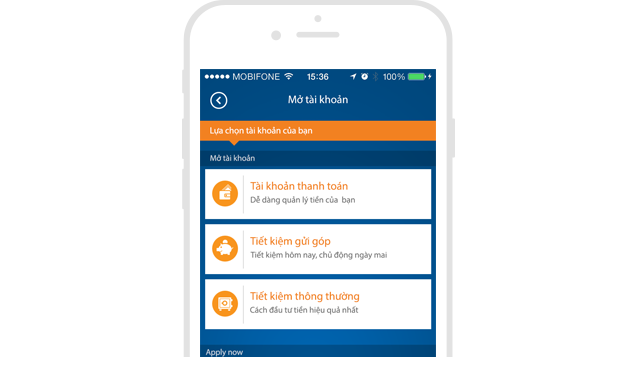 MOBIFONE 15:36 100%
Mở tài khoản
Lựa chọn tài khoản của bạn
Mở tài khoản
Tài khoản thanh toán
Dễ dàng quản lý tiền của bạn
Tiết kiệm gửi góp
Tiết kiệm hôm nay, chủ động ngày mai
Tiết kiệm thông thường
Cách đầu tư tiền hiệu quả nhất
Apply now